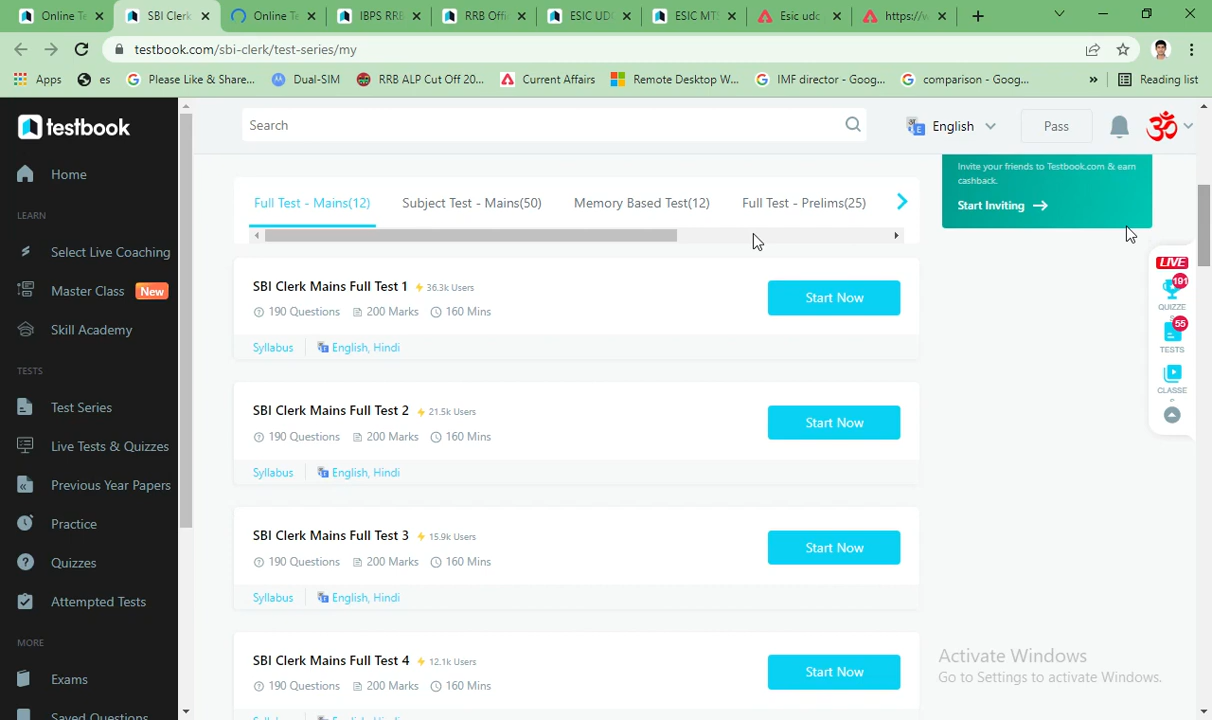 Online Te
SBI Clerk
Online Te
IBPS RRB
RRB Offi
ESIC UDC
ESIC MTS
Esic udc
https://w
testbook.com/sbi-clerk/test-series/my
Apps
es
Please Like & Share...
Dual-SIM
RRB ALP Cut Off 20...
Current Affairs
Remote Desktop W...
IMF director - Goog...
comparison - Goog...
»
Reading list
testbook
Search
English
Pass
Home
LEARN
Select Live Coaching
Master Class New
Skill Academy
TESTS
Test Series
Live Tests & Quizzes
Previous Year Papers
Practice
Quizzes
Attempted Tests
MORE
Exams
Saved Questions
Full Test - Mains(12)
Subject Test - Mains(50)
Memory Based Test(12)
Full Test - Prelims(25)
Invite your friends to Testbook.com & earn
cashback.
Start Inviting
SBI Clerk Mains Full Test 1 36.3k Users
190 Questions 200 Marks 160 Mins
Start Now
Syllabus English, Hindi
SBI Clerk Mains Full Test 2 21.5k Users
190 Questions 200 Marks 160 Mins
Start Now
Syllabus English, Hindi
SBI Clerk Mains Full Test 3 15.9k Users
190 Questions 200 Marks 160 Mins
Start Now
Syllabus English, Hindi
SBI Clerk Mains Full Test 4 12.1k Users
190 Questions 200 Marks 160 Mins
Start Now
LIVE
191
QUIZZE
S
55
TESTS
CLASSE
Activate Windows
Go to Settings to activate Windows.
ॐ